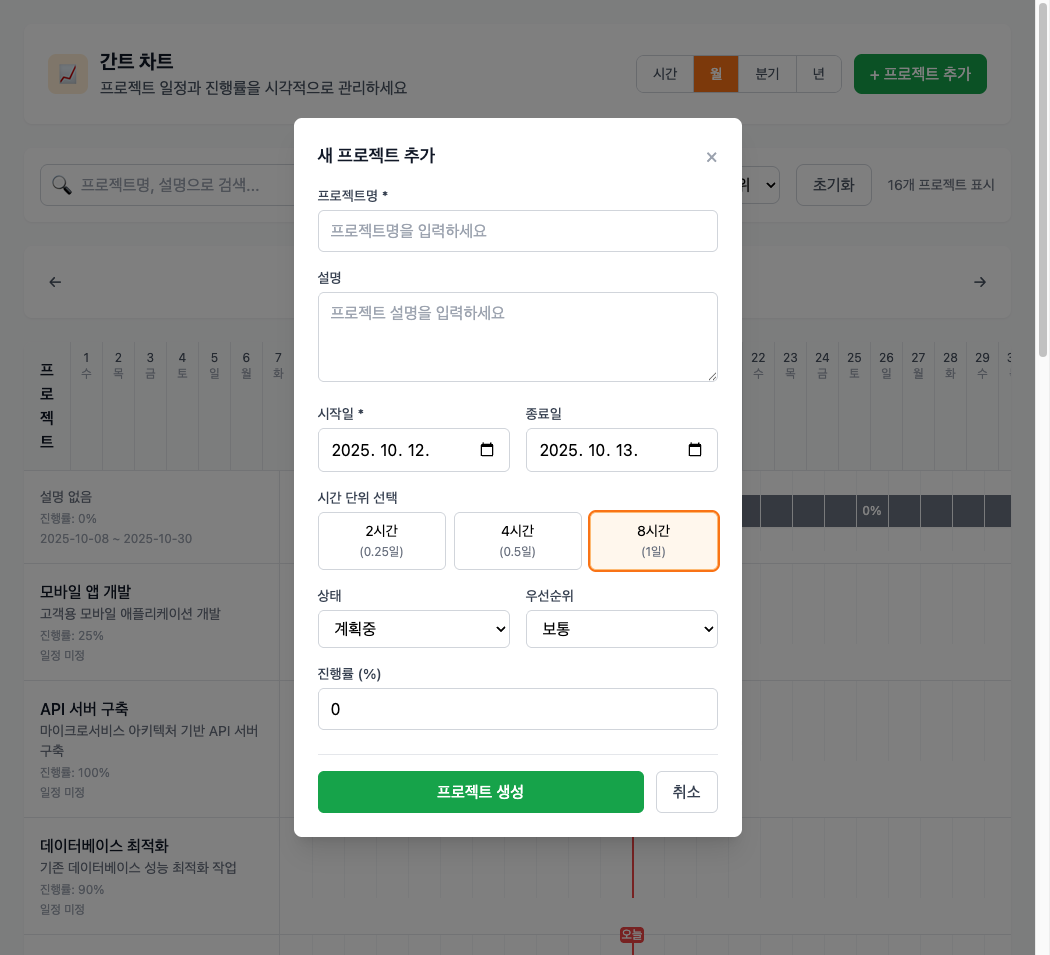 간트 차트
프로젝트 일정과 진행률을 시각적으로 관리하세요
시간 월 분기 년
+ 프로젝트 추가
프로젝트명, 설명으로 검색...
초기화
16개 프로젝트 표시
←
→
새 프로젝트 추가
×
프로젝트명 *
프로젝트명을 입력하세요
설명
프로젝트 설명을 입력하세요
시작일 * 종료일
2025. 10. 12. 2025. 10. 13.
시간 단위 선택
2시간 4시간 8시간
(0.25일) (0.5일) (1일)
상태 우선순위
계획중 보통
진행률 (%)
0
프로젝트 생성 취소
프로젝트
1 2 3 4 5 6 7 22 23 24 25 26 27 28 29
수 목 금 토 일 월 화 수 목 금 토 일 월 화 수
설명 없음
진행률: 0%
2025-10-08 ~ 2025-10-30
0%
모바일 앱 개발
고객용 모바일 애플리케이션 개발
진행률: 25%
일정 미정
API 서버 구축
마이크로서비스 아키텍처 기반 API 서버
구축
진행률: 100%
일정 미정
데이터베이스 최적화
기존 데이터베이스 성능 최적화 작업
진행률: 90%
일정 미정
오늘